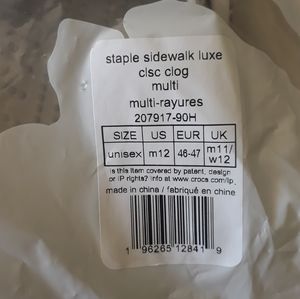 staple sidewalk luxe
clsc clog
multi
multi-rayures
207917-90H
SIZE US EUR UK
unisex m12 46-47 m11/
w12
Is this item covered by patent, design
or IP rights? Info at www.crocs.com/ip.
made in china / fabriqué en chine
1 96265 12841 9